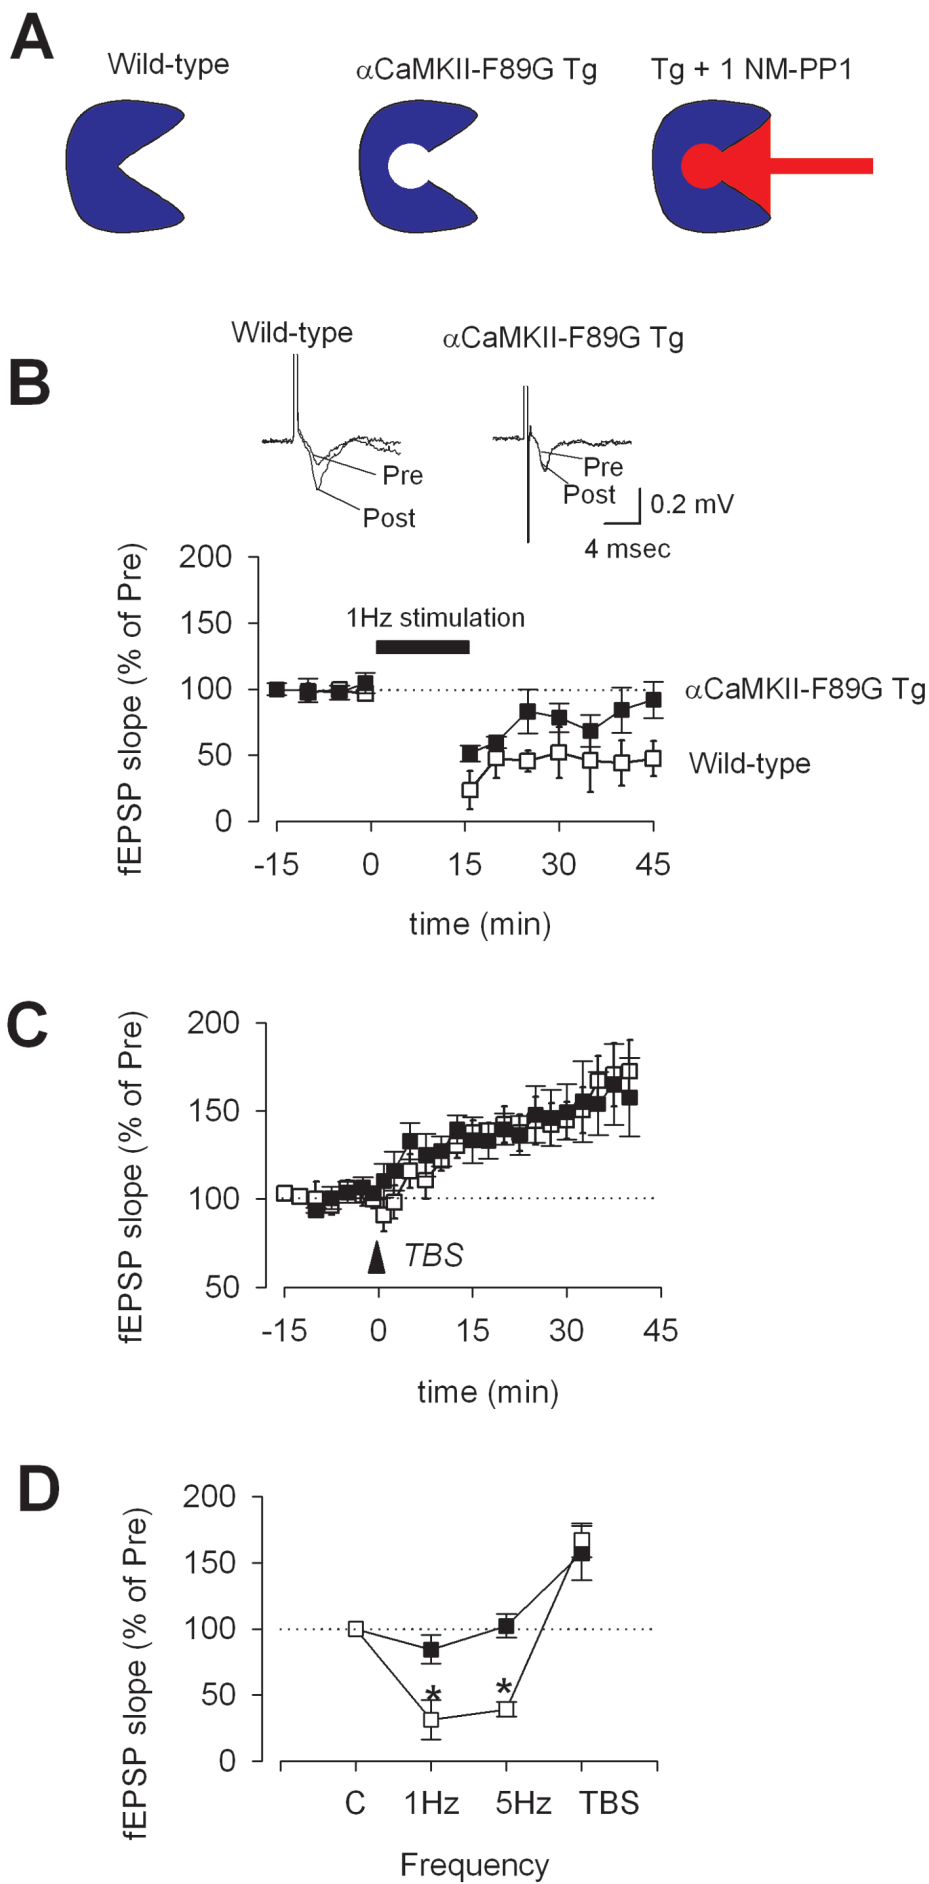 A
Wild-type
αCaMKII-F89G Tg
Tg + 1 NM-PP1
B
Wild-type
αCaMKII-F89G Tg
Pre
Post
Pre
Post
0.2 mV
4 msec
fEPSP slope (% of Pre)
200
150
100
50
0
1Hz stimulation
αCaMKII-F89G Tg
Wild-type
-15 0 15 30 45
time (min)
C
fEPSP slope (% of Pre)
200
150
100
50
TBS
-15 0 15 30 45
time (min)
D
fEPSP slope (% of Pre)
200
150
100
50
0
* *
C 1Hz 5Hz TBS
Frequency